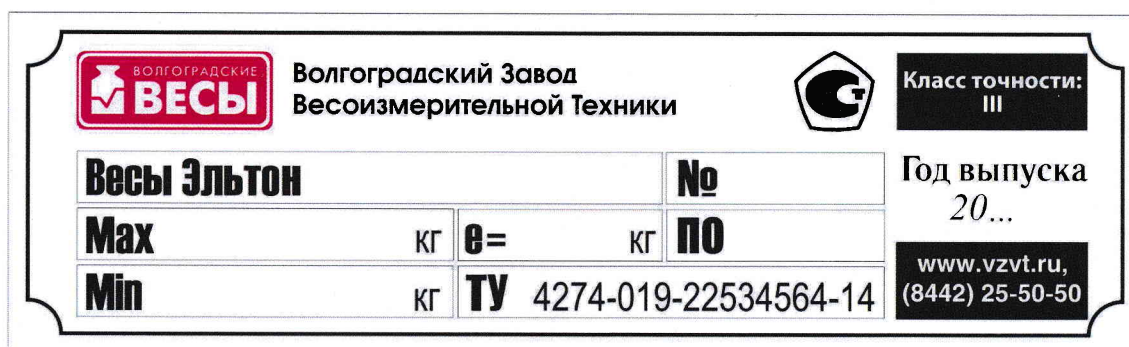 ВОЛГОГРАДСКИЕ
ВЕСЫ
Волгоградский Завод
Весоизмерительной Техники
Класс точности:
III
Весы Эльтон
№
Год выпуска
20...
Max кг
e= кг
ПО
Min кг
ТУ 4274-019-22534564-14
www.vzvt.ru,
(8442) 25-50-50